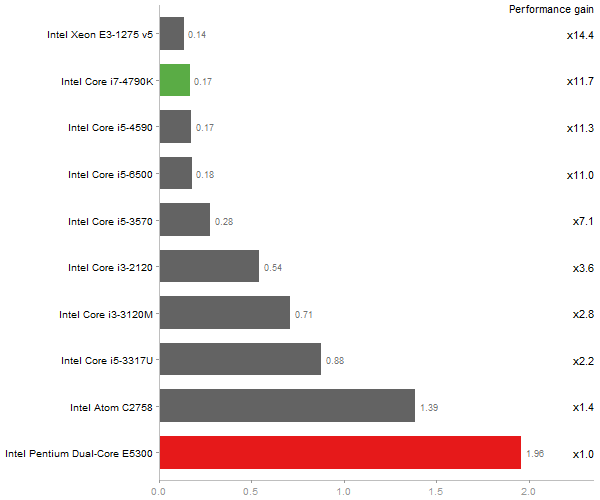 Performance gain
Intel Xeon E3-1275 v5 0.14 x14.4
Intel Core i7-4790K 0.17 x11.7
Intel Core i5-4590 0.17 x11.3
Intel Core i5-6500 0.18 x11.0
Intel Core i5-3570 0.28 x7.1
Intel Core i3-2120 0.54 x3.6
Intel Core i3-3120M 0.71 x2.8
Intel Core i5-3317U 0.88 x2.2
Intel Atom C2758 1.39 x1.4
Intel Pentium Dual-Core E5300 1.96 x1.0
0.0 0.5 1.0 1.5 2.0